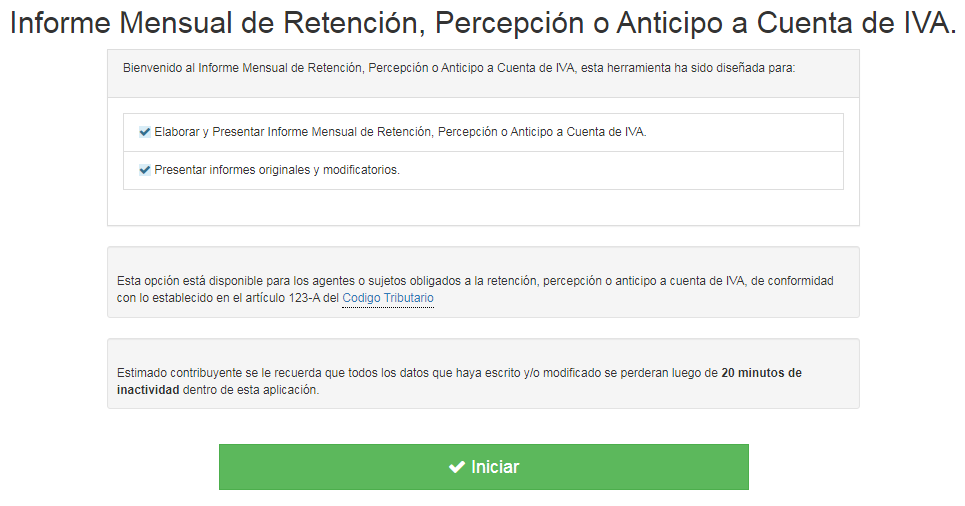 Informe Mensual de Retención, Percepción o Anticipo a Cuenta de IVA.
Bienvenido al Informe Mensual de Retención, Percepción o Anticipo a Cuenta de IVA, esta herramienta ha sido diseñada para:
Elaborar y Presentar Informe Mensual de Retención, Percepción o Anticipo a Cuenta de IVA.
Presentar informes originales y modificatorios.
Esta opción está disponible para los agentes o sujetos obligados a la retención, percepción o anticipo a cuenta de IVA, de conformidad
con lo establecido en el artículo 123-A del Codigo Tributario
Estimado contribuyente se le recuerda que todos los datos que haya escrito y/o modificado se perderan luego de 20 minutos de
inactividad dentro de esta aplicación.
Iniciar